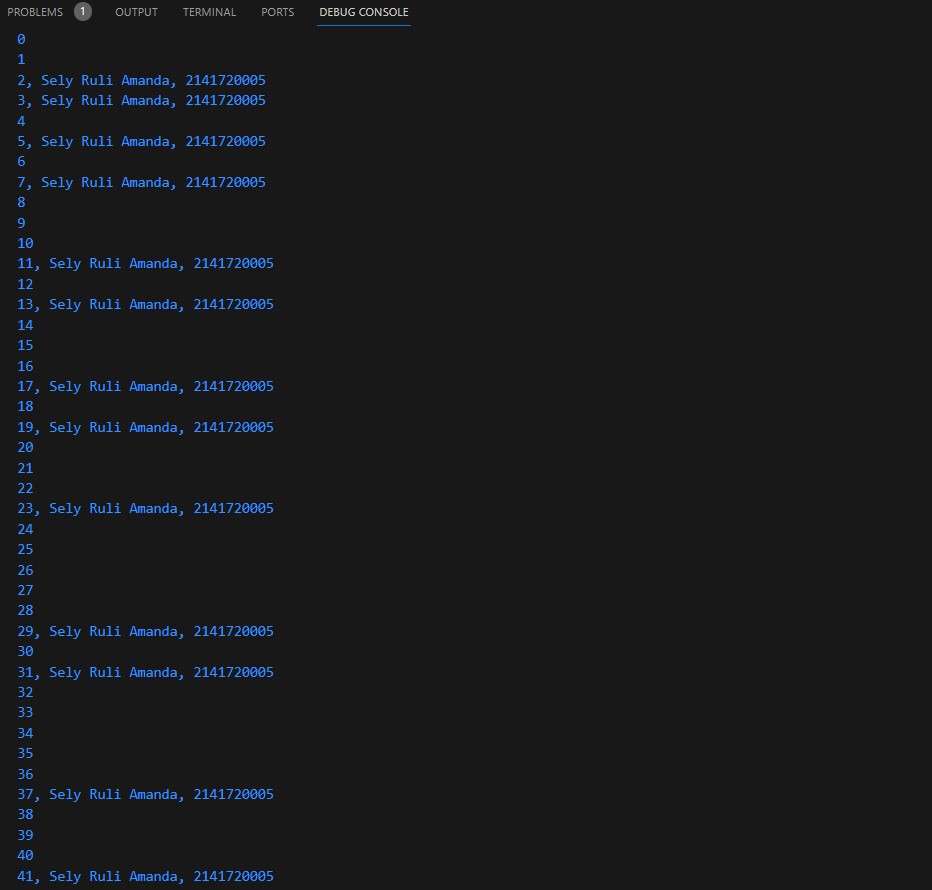 PROBLEMS 1 OUTPUT TERMINAL PORTS DEBUG CONSOLE
0
1
2, Sely Ruli Amanda, 2141720005
3, Sely Ruli Amanda, 2141720005
4
5, Sely Ruli Amanda, 2141720005
6
7, Sely Ruli Amanda, 2141720005
8
9
10
11, Sely Ruli Amanda, 2141720005
12
13, Sely Ruli Amanda, 2141720005
14
15
16
17, Sely Ruli Amanda, 2141720005
18
19, Sely Ruli Amanda, 2141720005
20
21
22
23, Sely Ruli Amanda, 2141720005
24
25
26
27
28
29, Sely Ruli Amanda, 2141720005
30
31, Sely Ruli Amanda, 2141720005
32
33
34
35
36
37, Sely Ruli Amanda, 2141720005
38
39
40
41, Sely Ruli Amanda, 2141720005